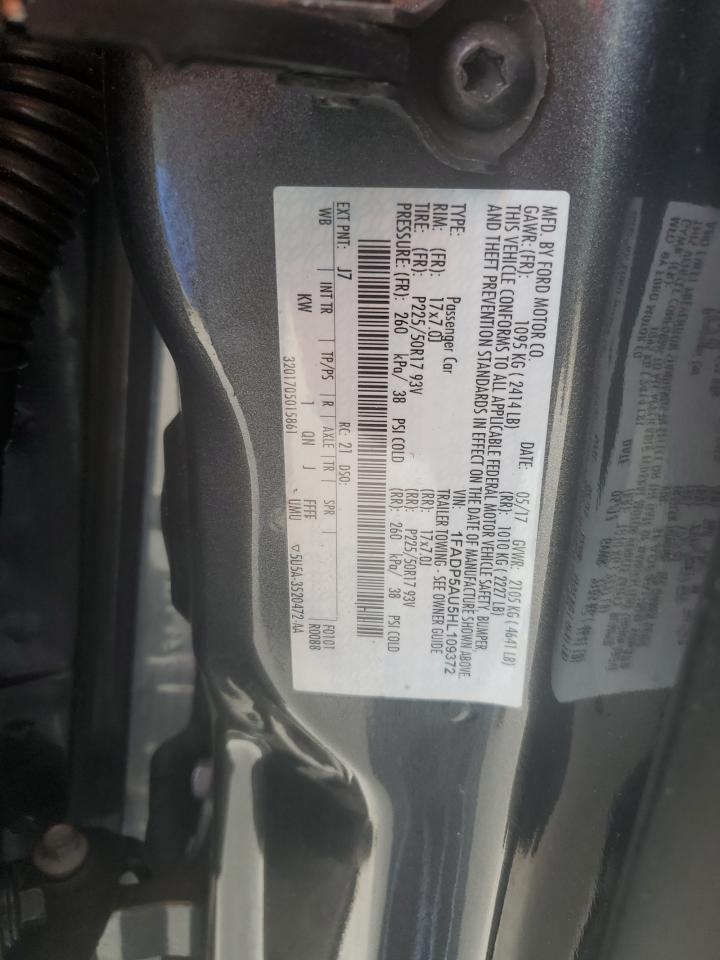 MFD. BY FORD MOTOR CO.
DATE: 05/17 GVWR: 2105 KG ( 4641 LB)
GAWR: (FR): 1095 KG ( 2414 LB) (RR): 1010 KG ( 2227 LB)
THIS VEHICLE CONFORMS TO ALL APPLICABLE FEDERAL MOTOR VEHICLE SAFETY, BUMPER,
AND THEFT PREVENTION STANDARDS IN EFFECT ON THE DATE OF MANUFACTURE SHOWN ABOVE.
VIN: 1FADP5AU5HL109372
TYPE: Passenger Car TRAILER TOWING - SEE OWNER GUIDE
RIM: (FR): 17x7.0J (RR): 17x7.0J
TIRE: (FR): P225/50R17 93V (RR): P225/50R17 93V
PRESSURE: (FR): 260 kPa/ 38 PSI COLD (RR): 260 kPa/ 38 PSI COLD
EXT PNT: J7 RC: 21 DSO: F0101
R0088
WB INT TR TP/PS R AXLE TR SPR
KW 1 QN J FFFE
3201705015861 UMU ▽5U5A-3520472-AA